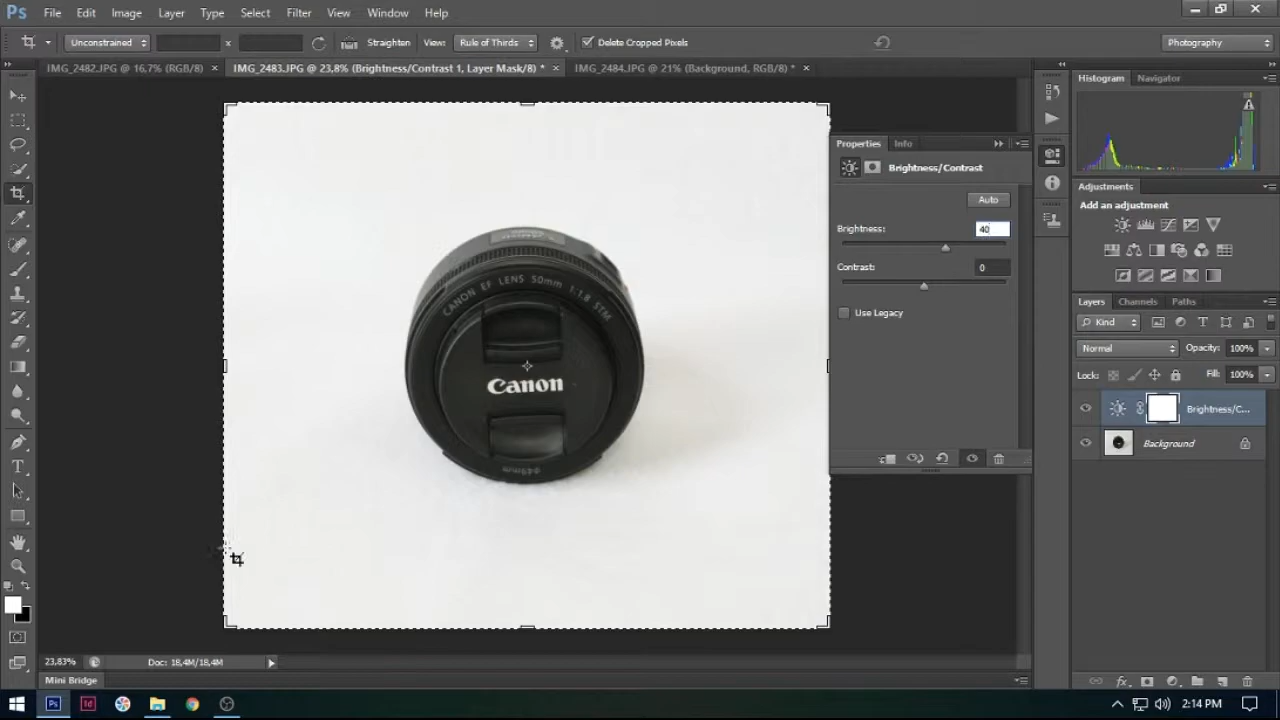 Ps File Edit Image Layer Type Select Filter View Window Help
Unconstrained x Straighten View: Rule of Thirds Delete Cropped Pixels Photography
IMG_2482.JPG @ 16,7% (RGB/8) × IMG_2483.JPG @ 23,8% (Brightness/Contrast 1, Layer Mask/8) * × IMG_2484.JPG @ 21% (Background, RGB/8) * ×
Histogram Navigator
Properties Info
Brightness/Contrast
Auto
Brightness: 40
Contrast: 0
Use Legacy
Adjustments
Add an adjustment
CANON EF LENS 50mm 1:1.8 STM
Canon
Ø49mm
Layers Channels Paths
Kind
Normal Opacity: 100%
Lock: Fill: 100%
Brightness/C...
Background
23,83% Doc: 18,4M/18,4M
Mini Bridge
Ps Id 2:14 PM